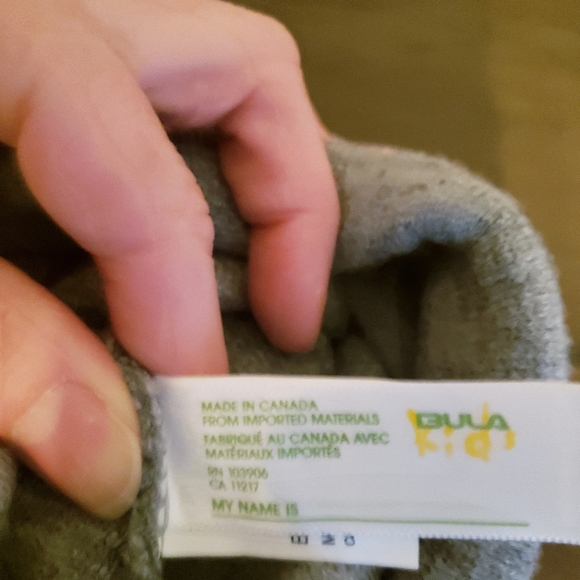 MADE IN CANADA
FROM IMPORTED MATERIALS
FABRIQUÉ AU CANADA AVEC
MATÉRIAUX IMPORTÉS
RN 103906
CA 11217
MY NAME IS
BULA
Kids